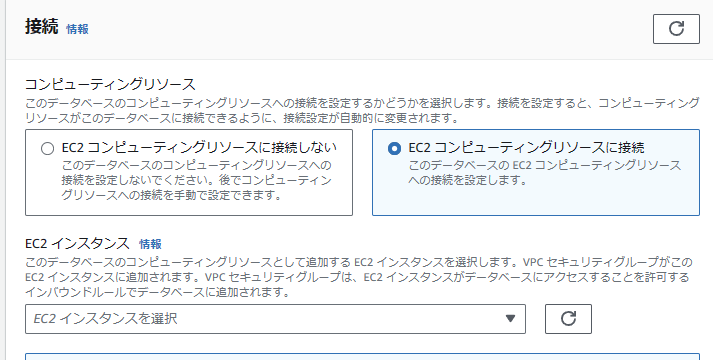 接続 情報
コンピューティングリソース
このデータベースのコンピューティングリソースへの接続を設定するかどうかを選択します。接続を設定すると、コンピューティング
リソースがこのデータベースに接続できるように、接続設定が自動的に変更されます。
EC2 コンピューティングリソースに接続しない
このデータベースのコンピューティングリソースへの
接続を設定しないでください。後でコンピューティン
グリソースへの接続を手動で設定できます。
EC2 コンピューティングリソースに接続
このデータベースの EC2 コンピューティングリソース
への接続を設定します。
EC2 インスタンス 情報
このデータベースのコンピューティングリソースとして追加する EC2 インスタンスを選択します。VPC セキュリティグループがこの
EC2 インスタンスに追加されます。VPC セキュリティグループは、EC2 インスタンスがデータベースにアクセスすることを許可する
インバウンドルールでデータベースに追加されます。
EC2 インスタンスを選択